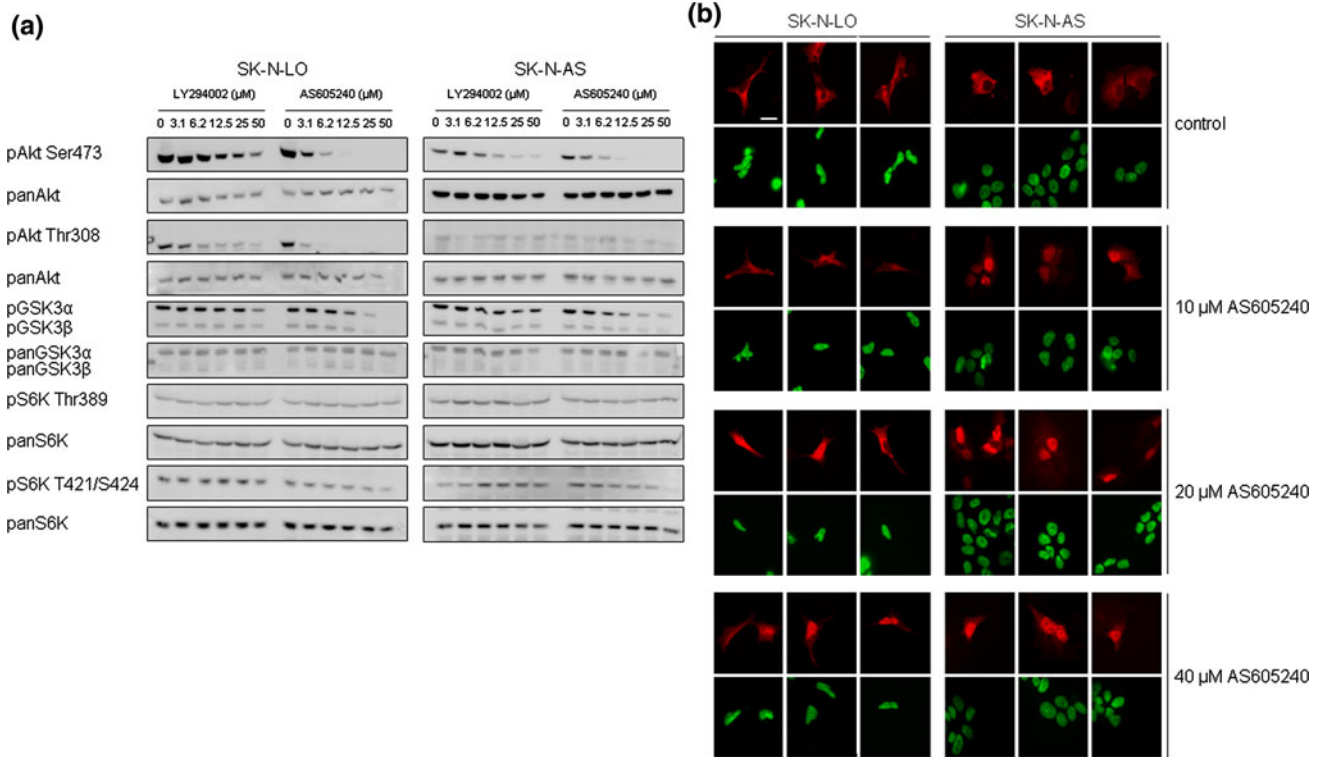 (a)
SK-N-LO
SK-N-AS
LY294002 (µM)
AS605240 (µM)
LY294002 (µM)
AS605240 (µM)
0 3.1 6.2 12.5 25 50
0 3.1 6.2 12.5 25 50
0 3.1 6.2 12.5 25 50
0 3.1 6.2 12.5 25 50
pAkt Ser473
panAkt
pAkt Thr308
panAkt
pGSK3α
pGSK3β
panGSK3α
panGSK3β
pS6K Thr389
panS6K
pS6K T421/S424
panS6K
(b)
SK-N-LO
SK-N-AS
control
10 µM AS605240
20 µM AS605240
40 µM AS605240